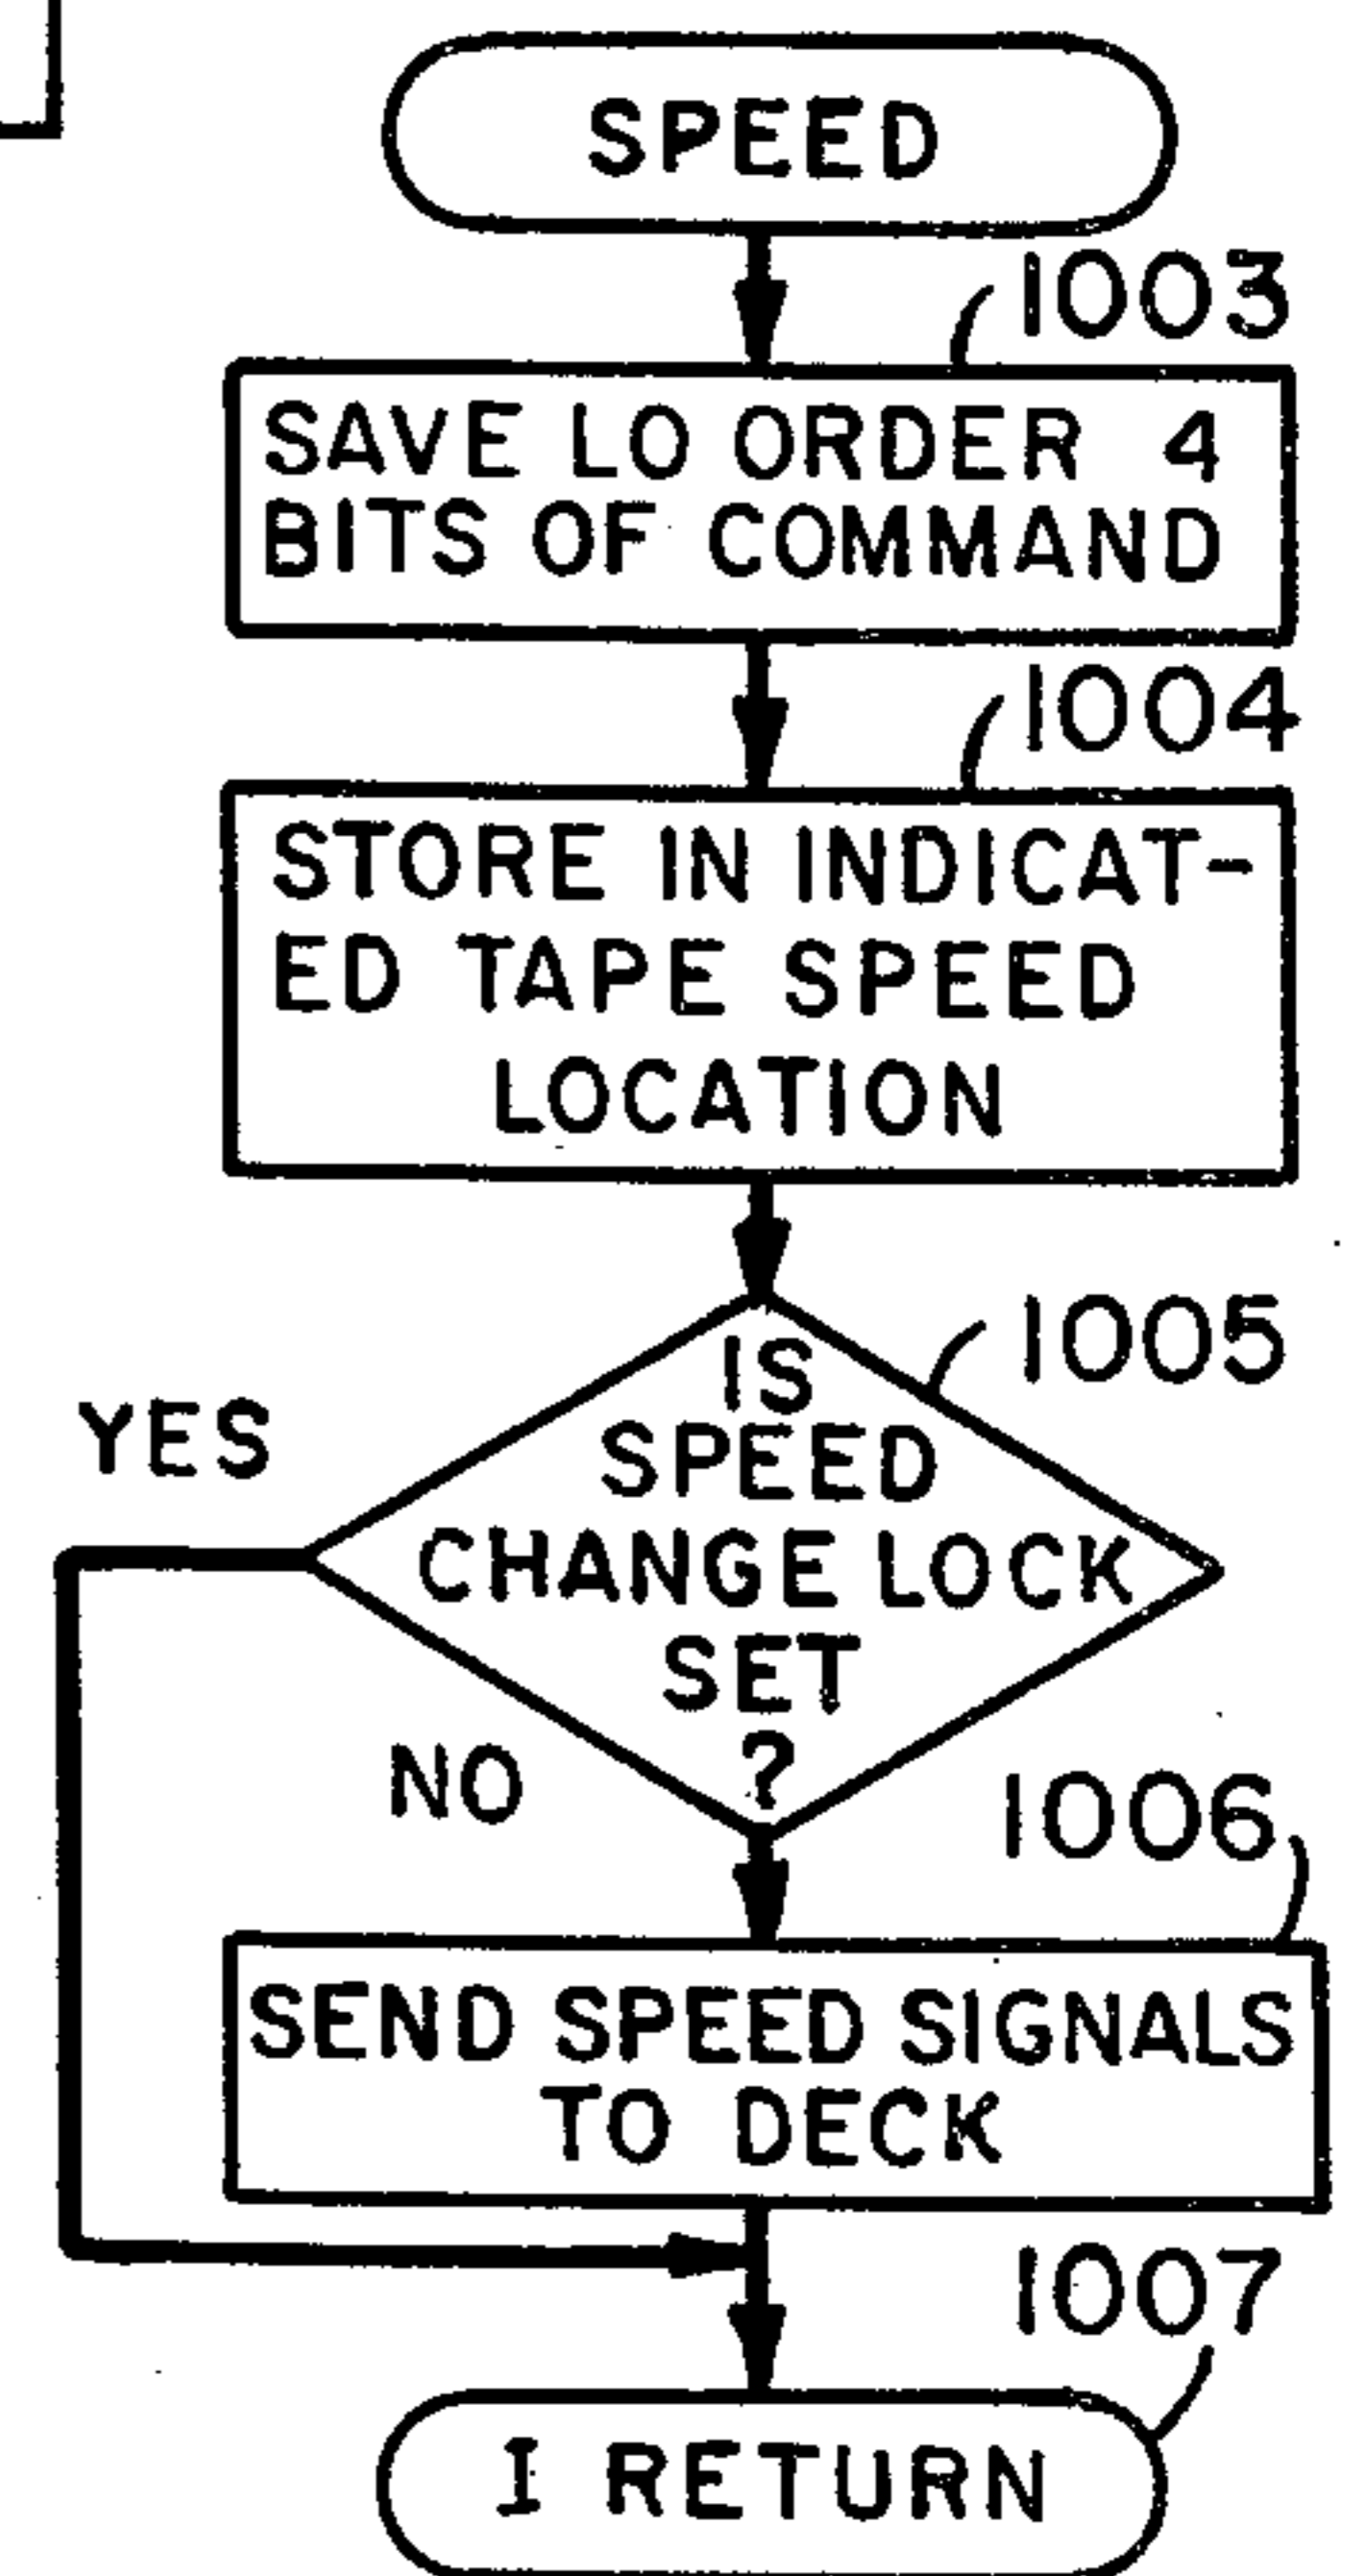 SPEED
1003
SAVE LO ORDER 4
BITS OF COMMAND
1004
STORE IN INDICAT-
ED TAPE SPEED
LOCATION
1005
IS
SPEED
CHANGE LOCK
SET
?
YES
NO
1006
SEND SPEED SIGNALS
TO DECK
1007
I RETURN